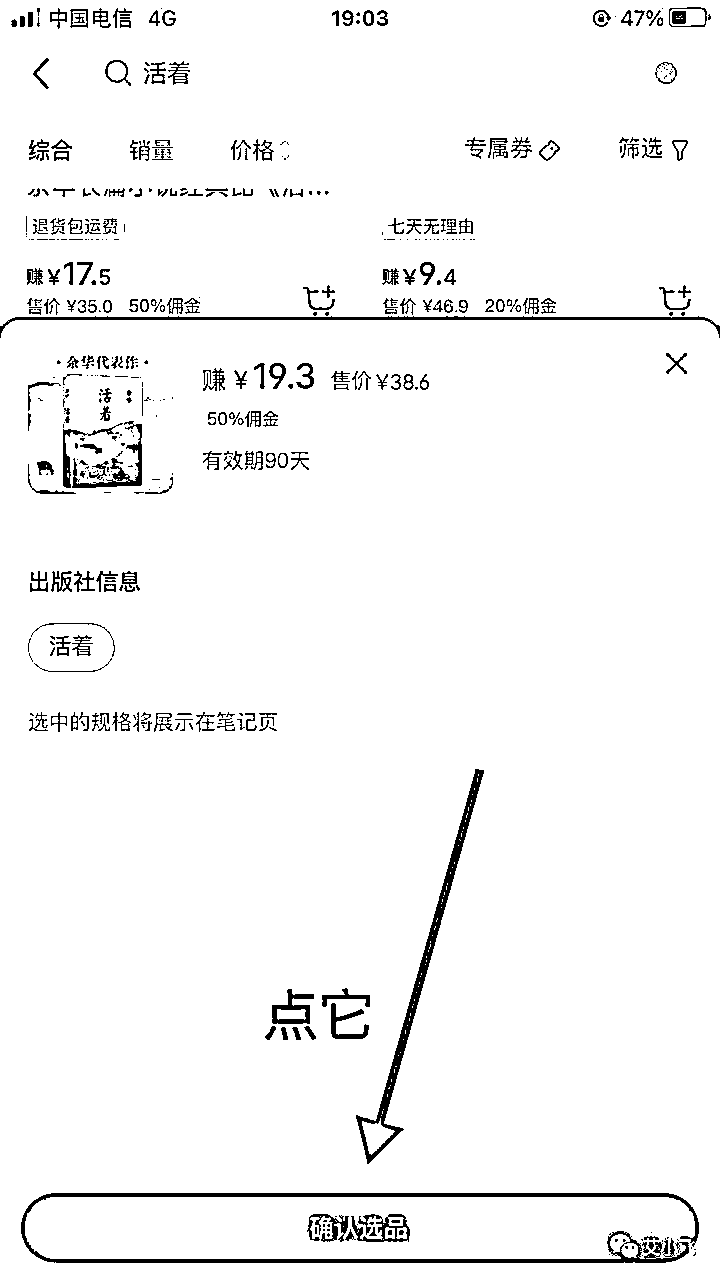 中国电信 4G 19:03 47%
活着
综合 销量 价格 专属券 筛选
退货包运费 七天无理由
赚¥17.5 赚¥9.4
售价 ¥35.0 50%佣金 售价 ¥46.9 20%佣金
·余华代表作·
活着
赚¥19.3 售价¥38.6
50%佣金
有效期90天
出版社信息
活着
选中的规格将展示在笔记页
点它
确认选品